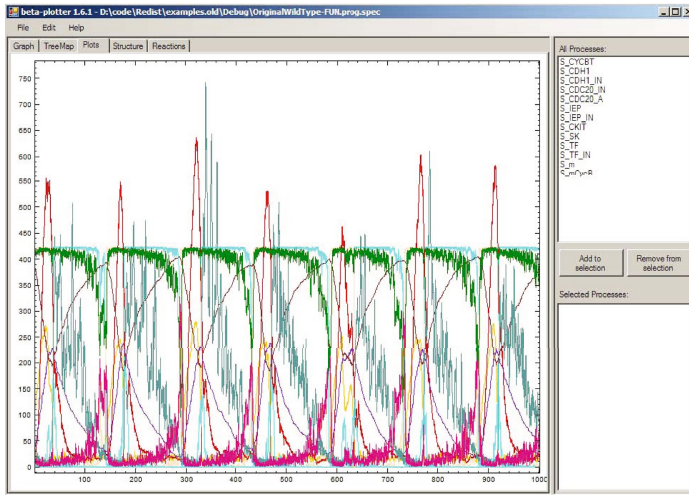 beta-plotter 1.6.1 - D:\code\Redist\examples.old\Debug\OriginalWildType-FUN.prog.spec
File Edit Help
Graph TreeMap Plots Structure Reactions
All Processes:
S_CYCBT
S_CDH1
S_CDH1_IN
S_CDC20_IN
S_CDC20_A
S_IEP
S_IEP_IN
S_CKIT
S_SK
S_TF
S_TF_IN
S_m
S_mCycB
Add to selection
Remove from selection
Selected Processes:
750
700
650
600
550
500
450
400
350
300
250
200
150
100
50
0
100 200 300 400 500 600 700 800 900 1000